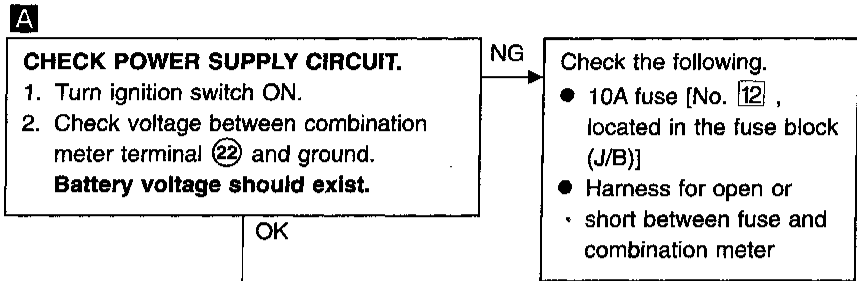 A
CHECK POWER SUPPLY CIRCUIT.
1. Turn ignition switch ON.
2. Check voltage between combination
meter terminal 22 and ground.
Battery voltage should exist.
NG
OK
Check the following.
● 10A fuse [No. 12 ,
located in the fuse block
(J/B)]
● Harness for open or
short between fuse and
combination meter